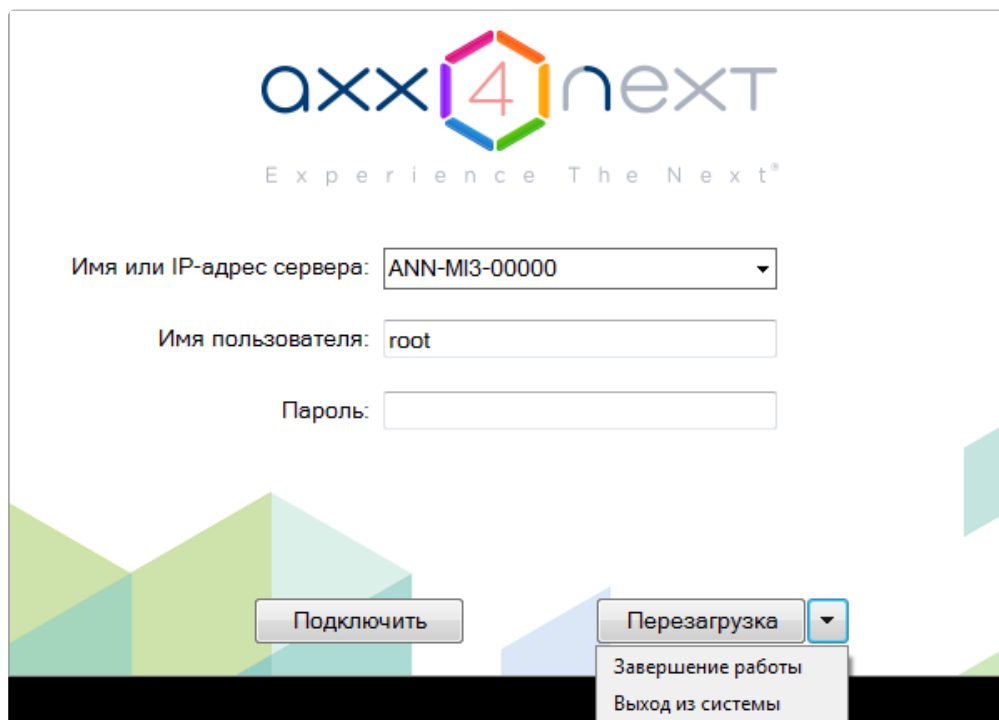 axx4next
Experience The Next®
Имя или IP-адрес сервера: ANN-MI3-00000
Имя пользователя: root
Пароль:
Подключить Перезагрузка
Завершение работы
Выход из системы